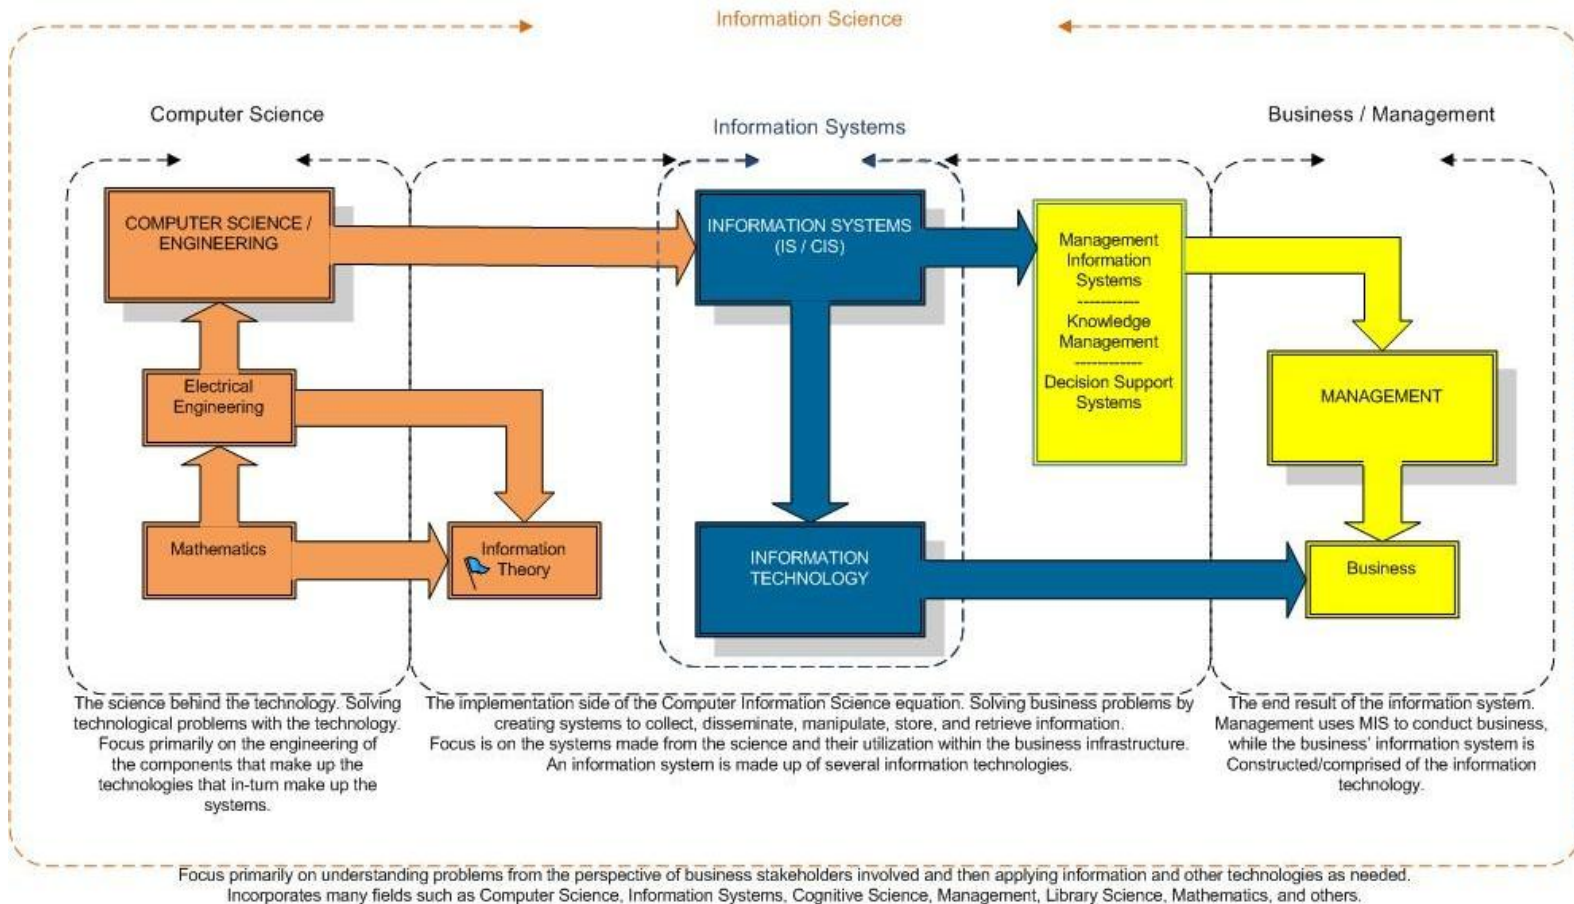 Information Science
Computer Science
Information Systems
Business / Management
COMPUTER SCIENCE /
ENGINEERING
INFORMATION SYSTEMS
(IS / CIS)
Management
Information
Systems
------------
Knowledge
Management
-------------
Decision Support
Systems
Electrical
Engineering
MANAGEMENT
Mathematics
Information
Theory
INFORMATION
TECHNOLOGY
Business
The science behind the technology. Solving
technological problems with the technology.
Focus primarily on the engineering of
the components that make up the
technologies that in-turn make up the
systems.
The implementation side of the Computer Information Science equation. Solving business problems by
creating systems to collect, disseminate, manipulate, store, and retrieve information.
Focus is on the systems made from the science and their utilization within the business infrastructure.
An information system is made up of several information technologies.
The end result of the information system.
Management uses MIS to conduct business,
while the business' information system is
Constructed/comprised of the information
technology.
Focus primarily on understanding problems from the perspective of business stakeholders involved and then applying information and other technologies as needed.
Incorporates many fields such as Computer Science, Information Systems, Cognitive Science, Management, Library Science, Mathematics, and others.